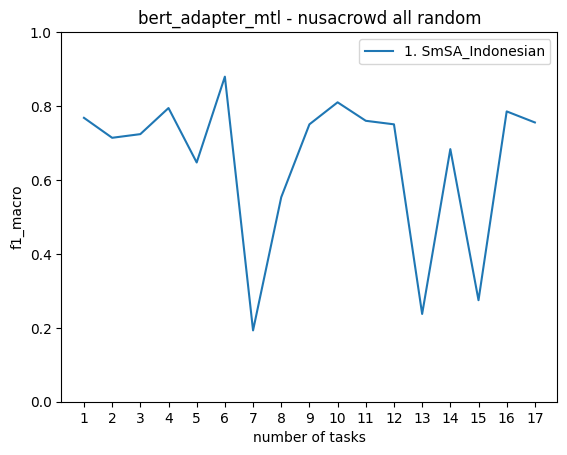 bert_adapter_mtl - nusacrowd all random
1. SmSA_Indonesian
f1_macro
1.0
0.8
0.6
0.4
0.2
0.0
1 2 3 4 5 6 7 8 9 10 11 12 13 14 15 16 17
number of tasks